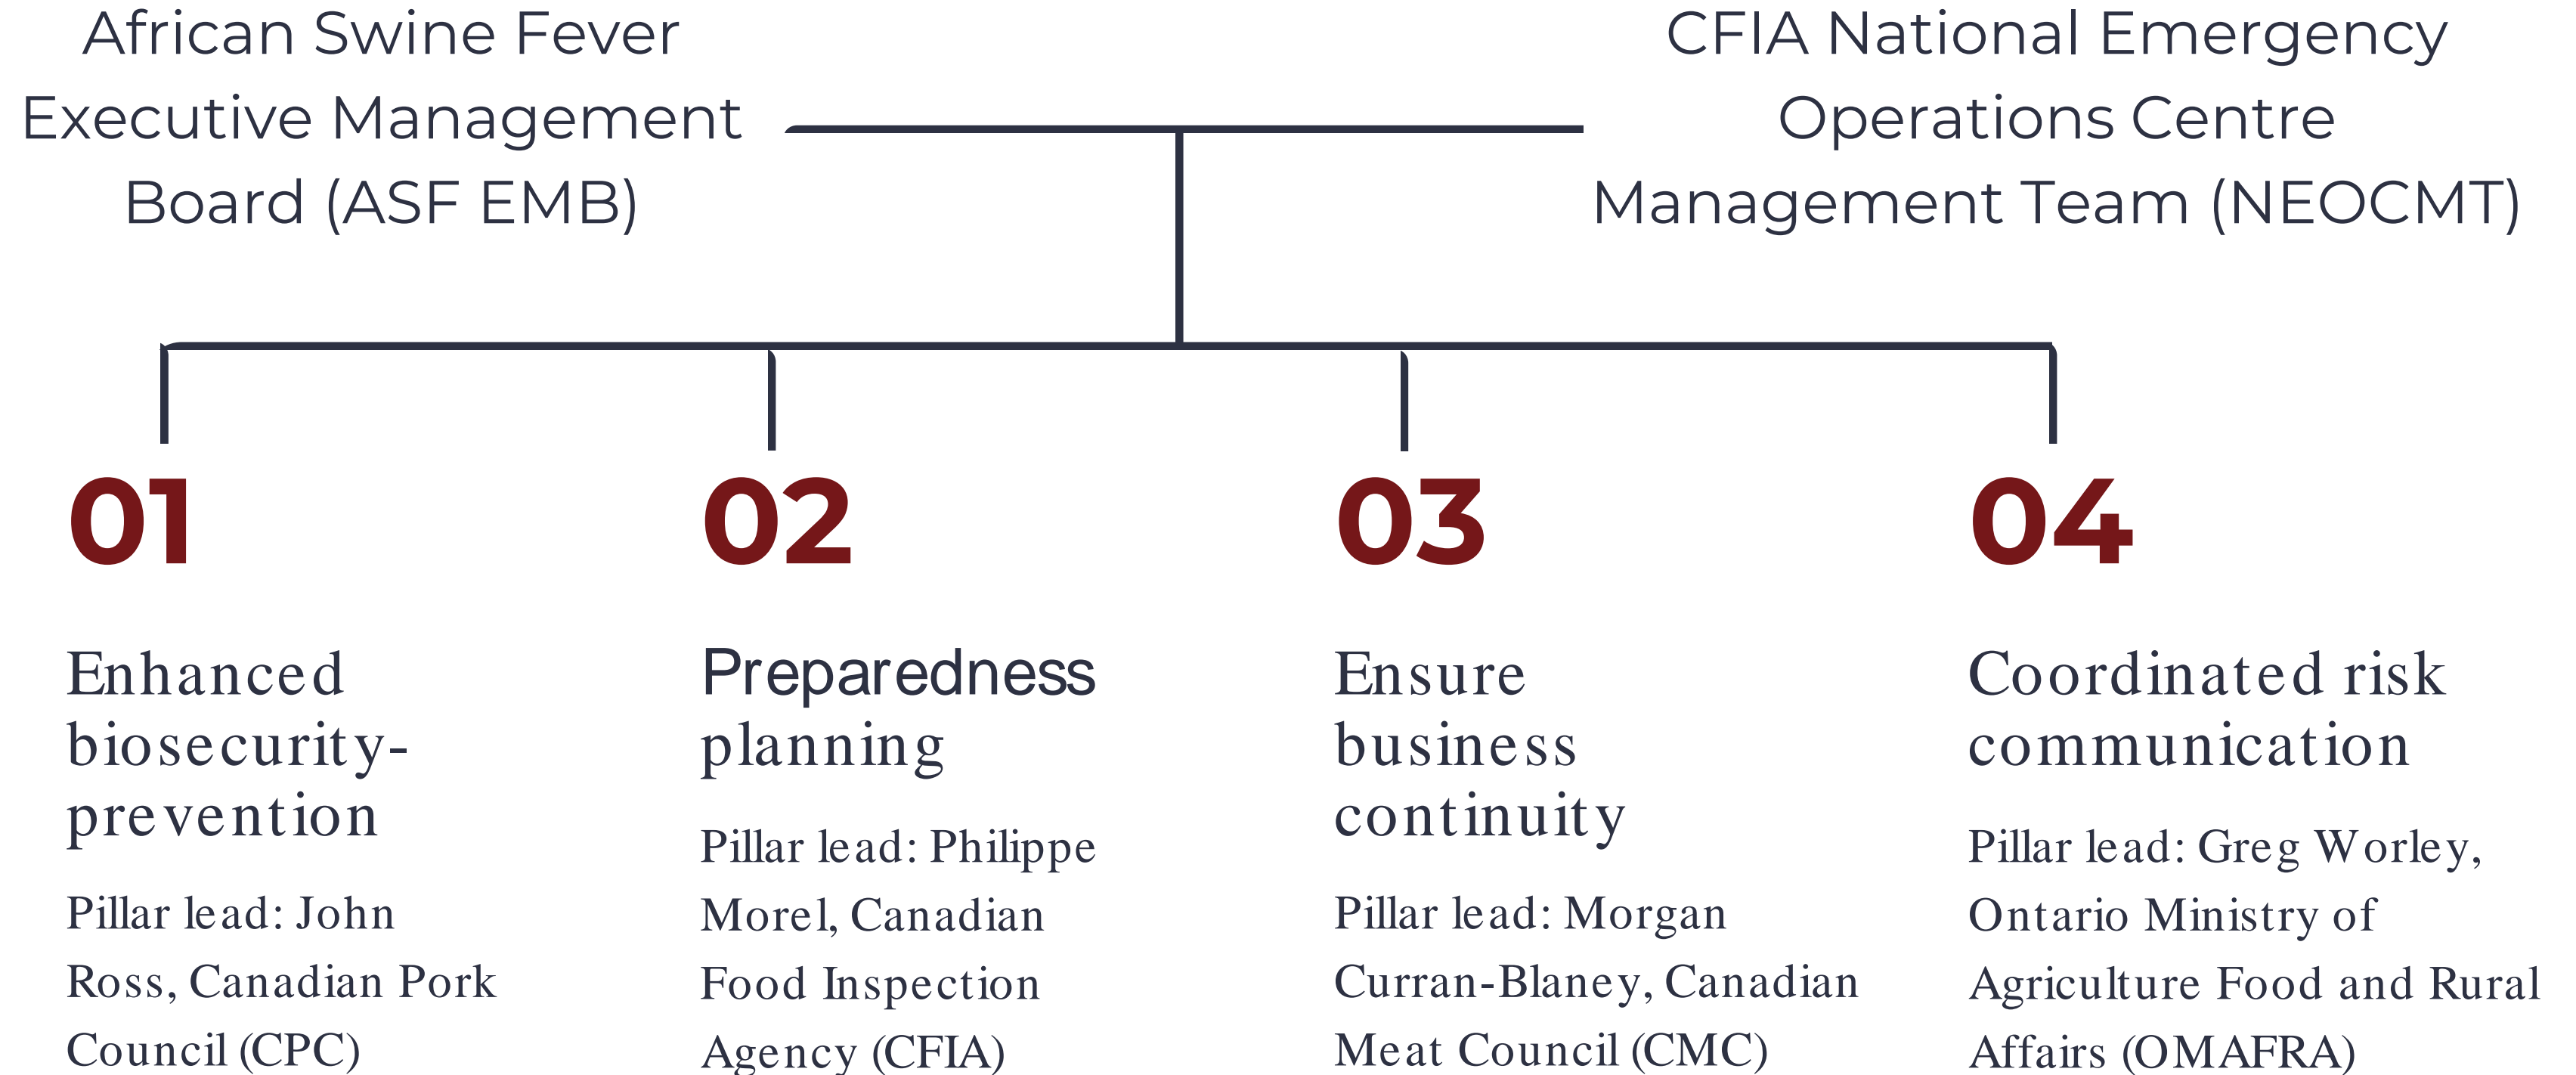 African Swine Fever
Executive Management
Board (ASF EMB)
CFIA National Emergency
Operations Centre
Management Team (NEOCMT)
01
Enhanced
biosecurity-
prevention
Pillar lead: John
Ross, Canadian Pork
Council (CPC)
02
Preparedness
planning
Pillar lead: Philippe
Morel, Canadian
Food Inspection
Agency (CFIA)
03
Ensure
business
continuity
Pillar lead: Morgan
Curran-Blaney, Canadian
Meat Council (CMC)
04
Coordinated risk
communication
Pillar lead: Greg Worley,
Ontario Ministry of
Agriculture Food and Rural
Affairs (OMAFRA)